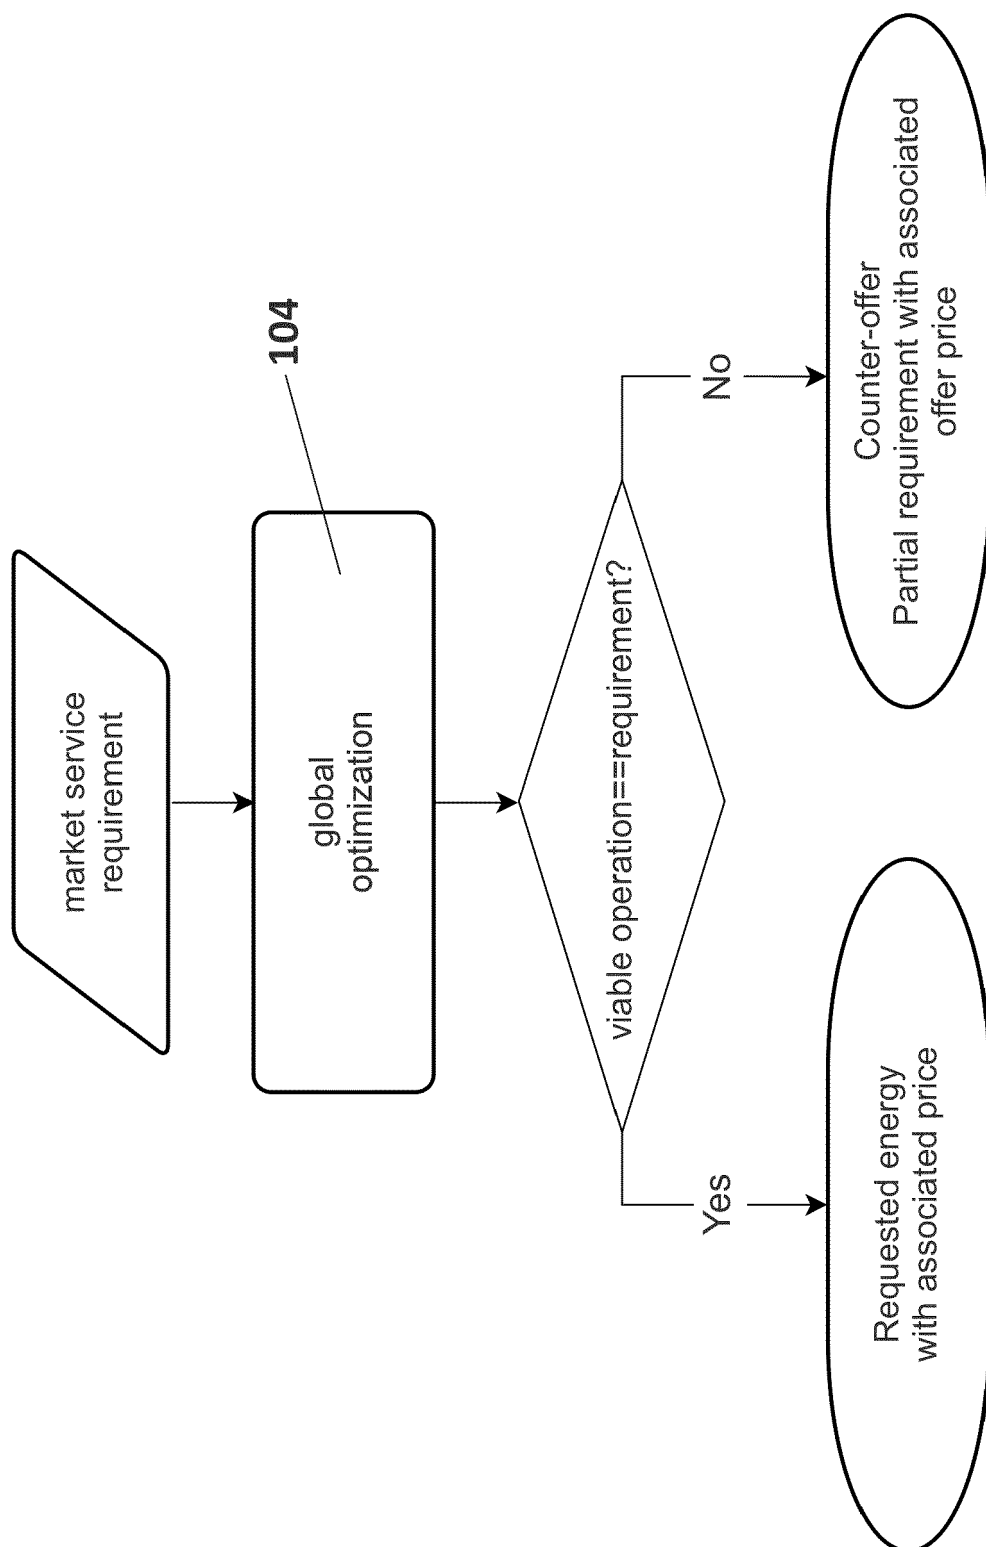 market service
requirement
104
global
optimization
viable operation==requirement?
Yes
No
Requested energy
with associated price
Counter-offer
Partial requirement with associated
offer price